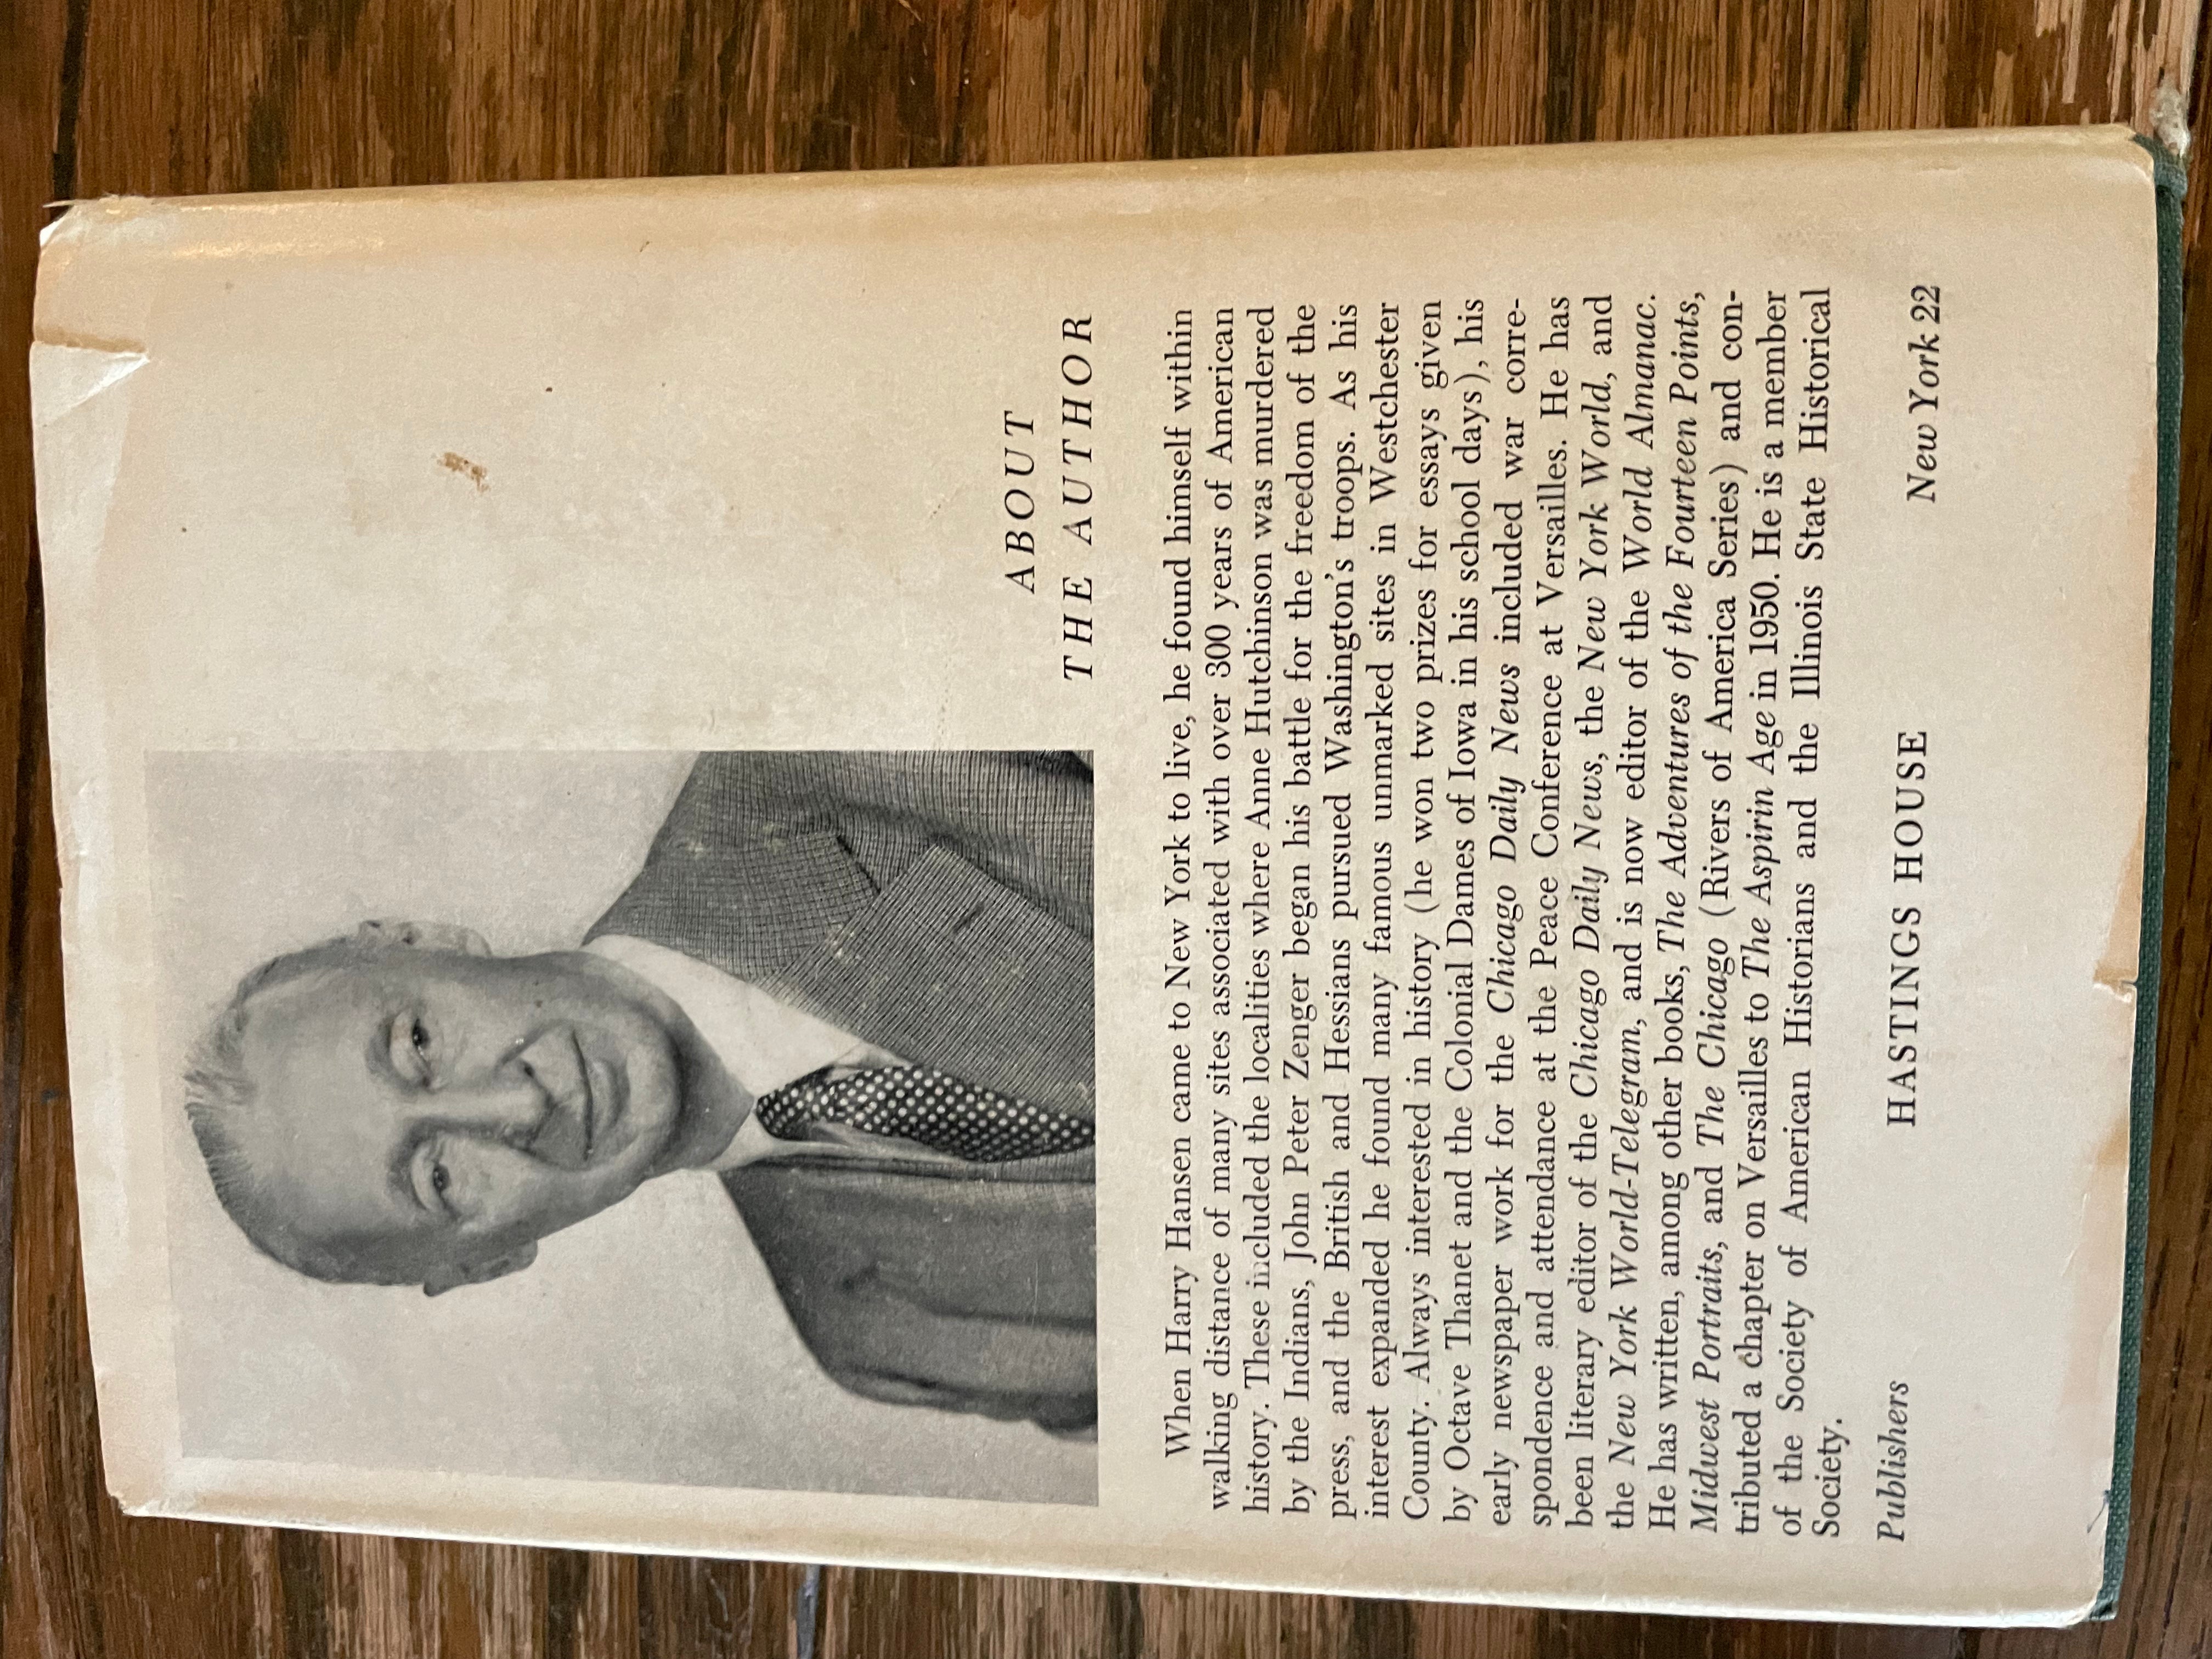 ABOUT
THE AUTHOR
When Harry Hansen came to New York to live, he found himself within
walking distance of many sites associated with over 300 years of American
history. These included the localities where Anne Hutchinson was murdered
by the Indians, John Peter Zenger began his battle for the freedom of the
press, and the British and Hessians pursued Washington's troops. As his
interest expanded he found many famous unmarked sites in Westchester
County. Always interested in history (he won two prizes for essays given
by Octave Thanet and the Colonial Dames of Iowa in his school days), his
early newspaper work for the Chicago Daily News included war corre-
spondence and attendance at the Peace Conference at Versailles. He has
been literary editor of the Chicago Daily News, the New York World, and
the New York World-Telegram, and is now editor of the World Almanac.
He has written, among other books, The Adventures of the Fourteen Points,
Midwest Portraits, and The Chicago (Rivers of America Series) and con-
tributed a chapter on Versailles to The Aspirin Age in 1950. He is a member
of the Society of American Historians and the Illinois State Historical
Society.
Publishers HASTINGS HOUSE New York 22